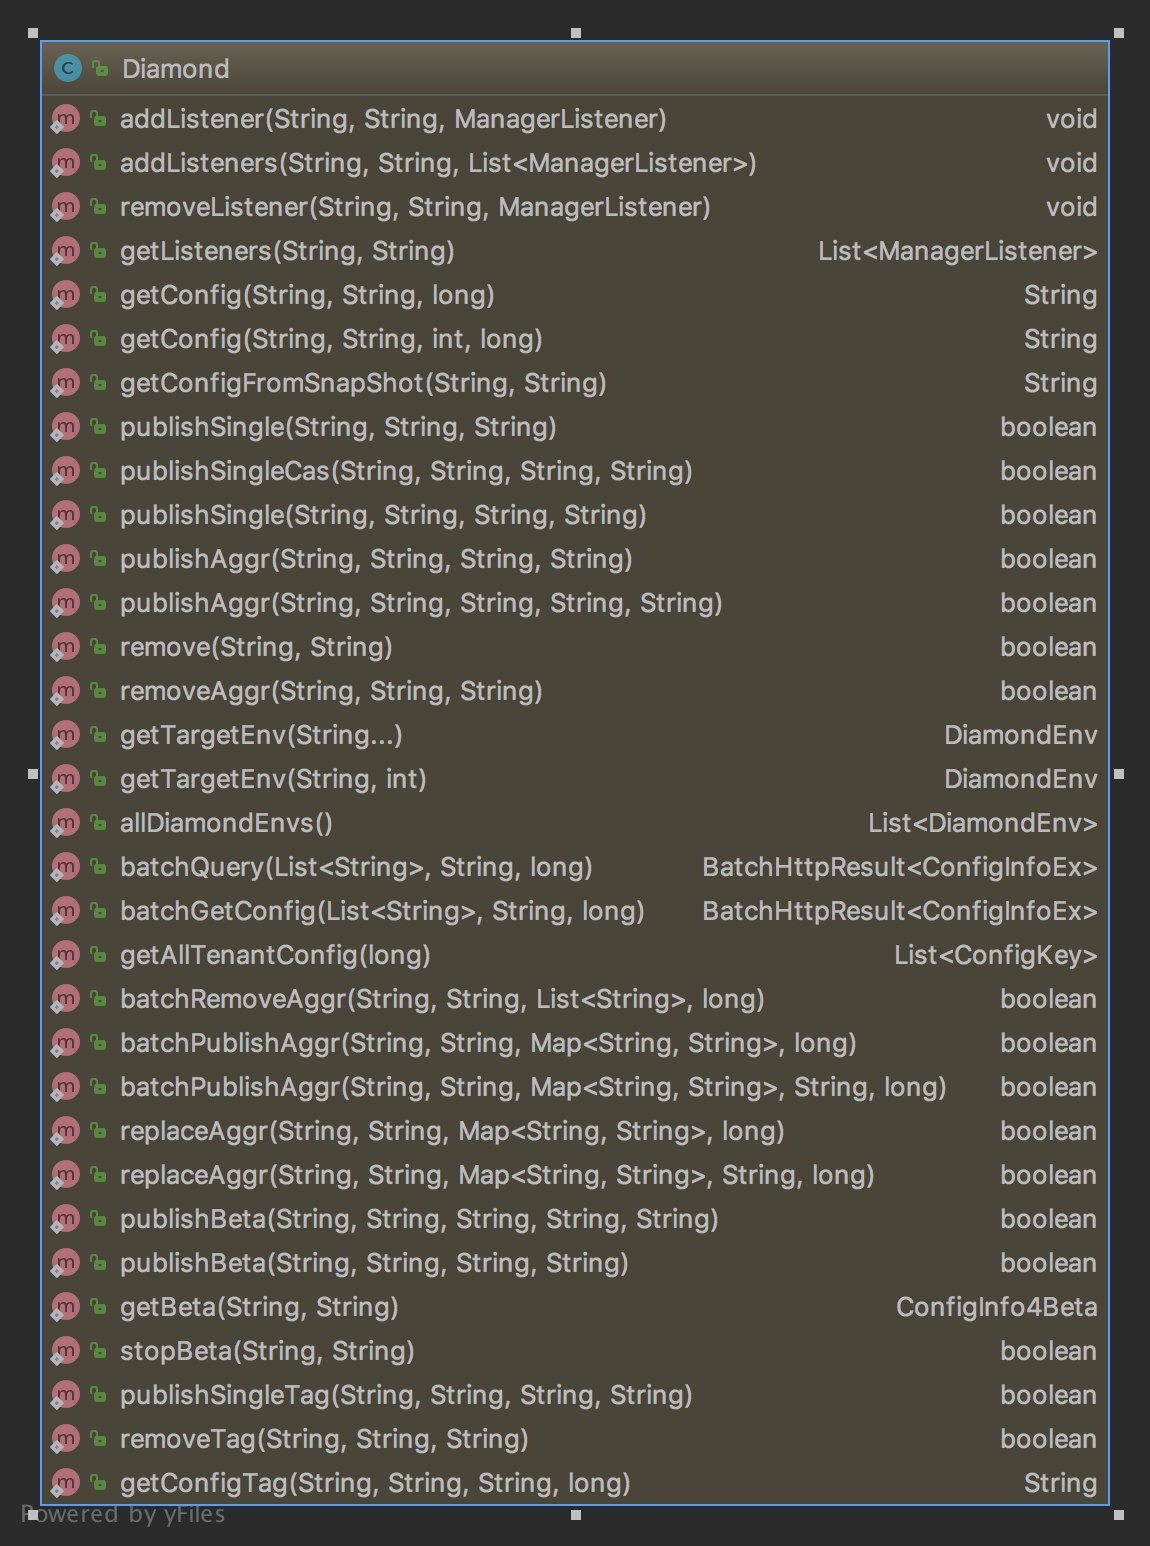 C Diamond
m addListener(String, String, ManagerListener) void
m addListeners(String, String, List<ManagerListener>) void
m removeListener(String, String, ManagerListener) void
m getListeners(String, String) List<ManagerListener>
m getConfig(String, String, long) String
m getConfig(String, String, int, long) String
m getConfigFromSnapShot(String, String) String
m publishSingle(String, String, String) boolean
m publishSingleCas(String, String, String, String) boolean
m publishSingle(String, String, String, String) boolean
m publishAggr(String, String, String, String) boolean
m publishAggr(String, String, String, String, String) boolean
m remove(String, String) boolean
m removeAggr(String, String, String) boolean
m getTargetEnv(String...) DiamondEnv
m getTargetEnv(String, int) DiamondEnv
m allDiamondEnvs() List<DiamondEnv>
m batchQuery(List<String>, String, long) BatchHttpResult<ConfigInfoEx>
m batchGetConfig(List<String>, String, long) BatchHttpResult<ConfigInfoEx>
m getAllTenantConfig(long) List<ConfigKey>
m batchRemoveAggr(String, String, List<String>, long) boolean
m batchPublishAggr(String, String, Map<String, String>, long) boolean
m batchPublishAggr(String, String, Map<String, String>, String, long) boolean
m replaceAggr(String, String, Map<String, String>, long) boolean
m replaceAggr(String, String, Map<String, String>, String, long) boolean
m publishBeta(String, String, String, String, String) boolean
m publishBeta(String, String, String, String) boolean
m getBeta(String, String) ConfigInfo4Beta
m stopBeta(String, String) boolean
m publishSingleTag(String, String, String, String) boolean
m removeTag(String, String, String) boolean
m getConfigTag(String, String, String, long) String
Powered by yFiles